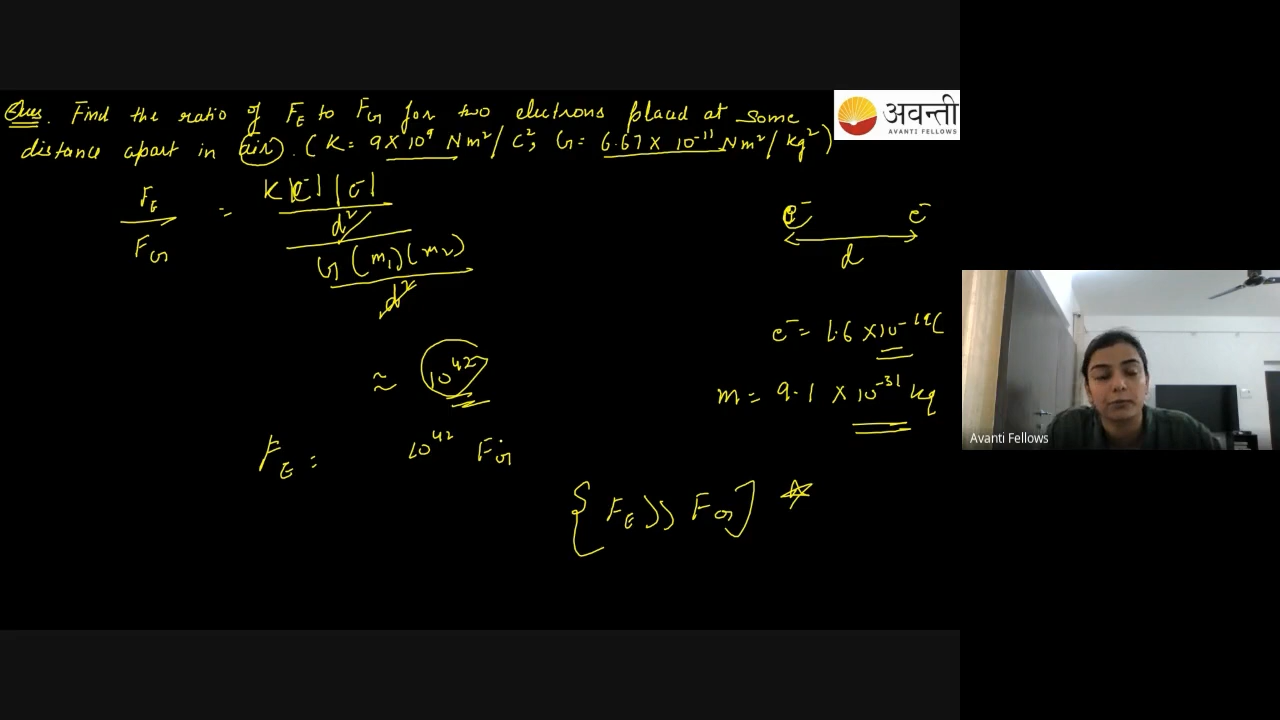 Ques. Find the ratio of F_E to F_G for two electrons placed at some
distance apart in air. ( K = 9 X 10^9 Nm²/C², G = 6.67 X 10^-11 Nm²/kg² )
अवन्ती
AVANTI FELLOWS
F_E / F_G = K |e^-| |e^-| / d² / G (m_1)(m_2) / d²
e^- e^-
d
e^- = 1.6 X 10^-19 C
m = 9.1 X 10^-31 kg
≈ 10^42
F_E = 10^42 F_G
{ F_E >> F_G ]
Avanti Fellows